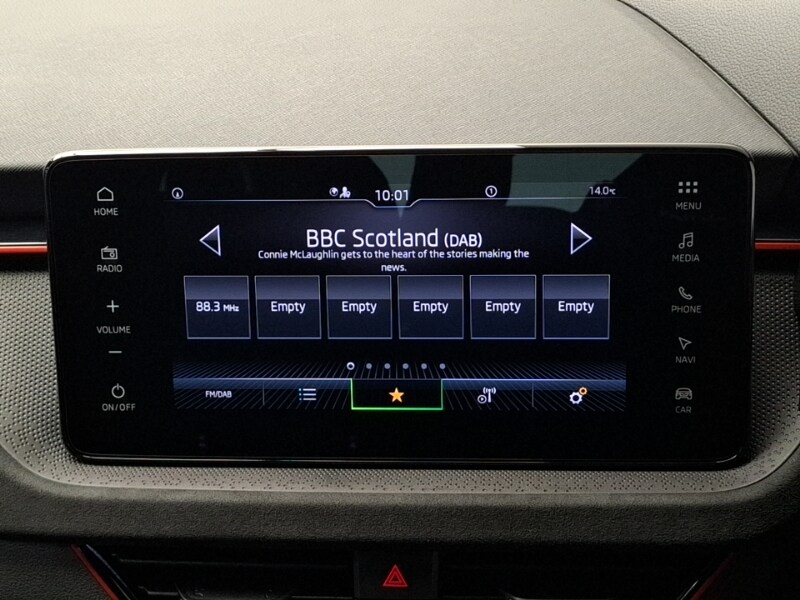 10:01
1
14.0°C
HOME
RADIO
+
VOLUME
−
ON/OFF
BBC Scotland (DAB)
Connie McLaughlin gets to the heart of the stories making the
news.
88.3 MHz
Empty
Empty
Empty
Empty
Empty
FM/DAB
MENU
MEDIA
PHONE
NAVI
CAR